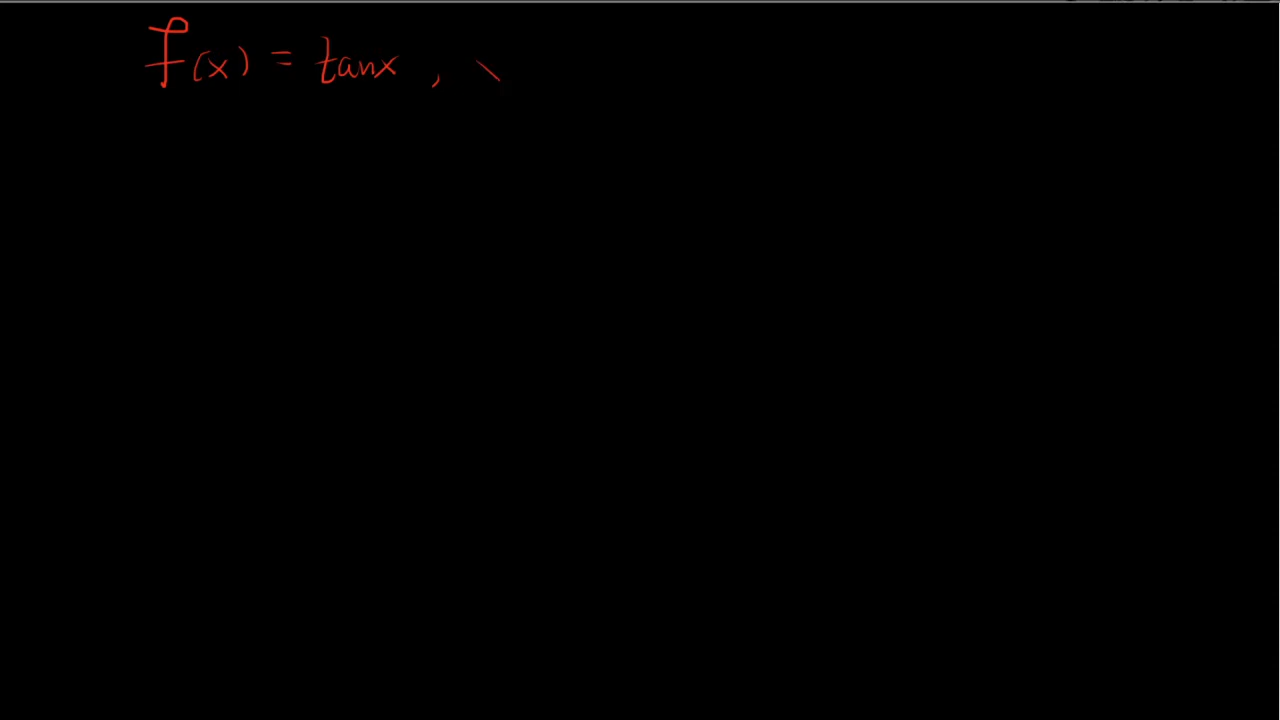 f(x) = tanx ,